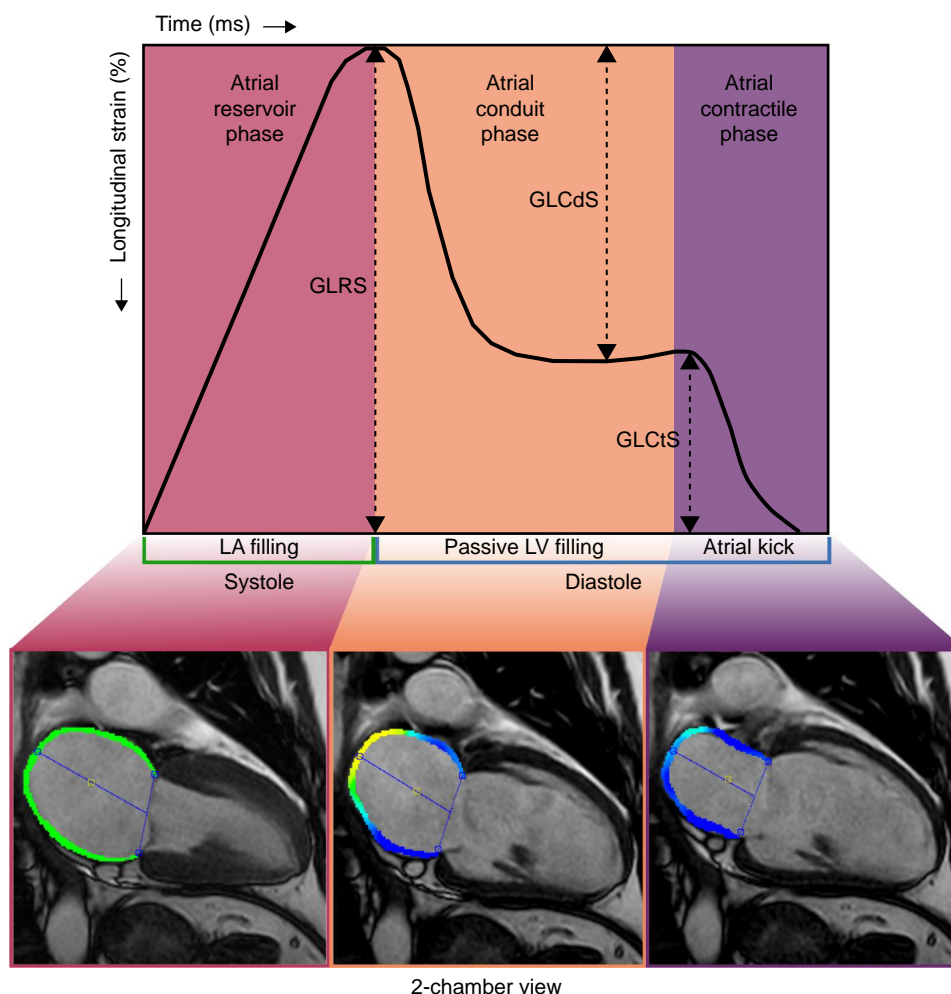 Time (ms) →
← Longitudinal strain (%)
Atrial
reservoir
phase
Atrial
conduit
phase
Atrial
contractile
phase
GLCdS
GLRS
GLCtS
LA filling
Passive LV filling
Atrial kick
Systole
Diastole
2-chamber view